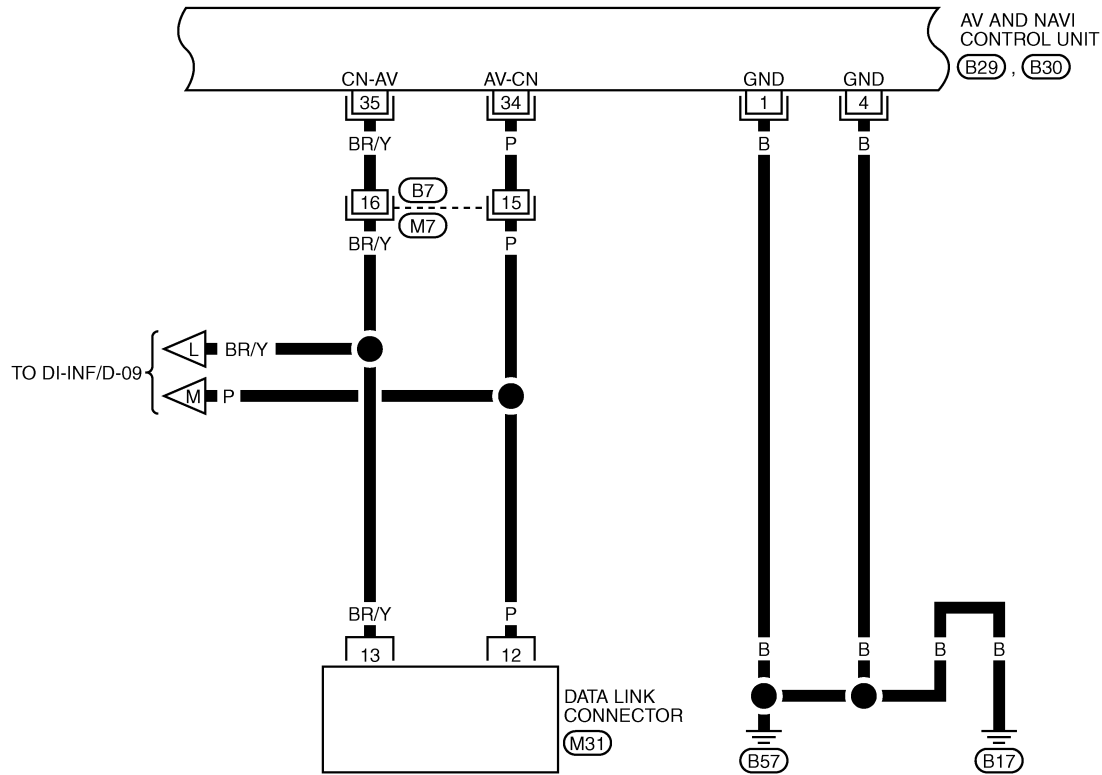 AV AND NAVI
CONTROL UNIT
B29 , B30
CN-AV AV-CN GND GND
35 34 1 4
BR/Y P B B
B7
16 15
M7
BR/Y P
L BR/Y
TO DI-INF/D-09
M P
BR/Y P
B B B B
13 12
DATA LINK
CONNECTOR
M31
B57 B17